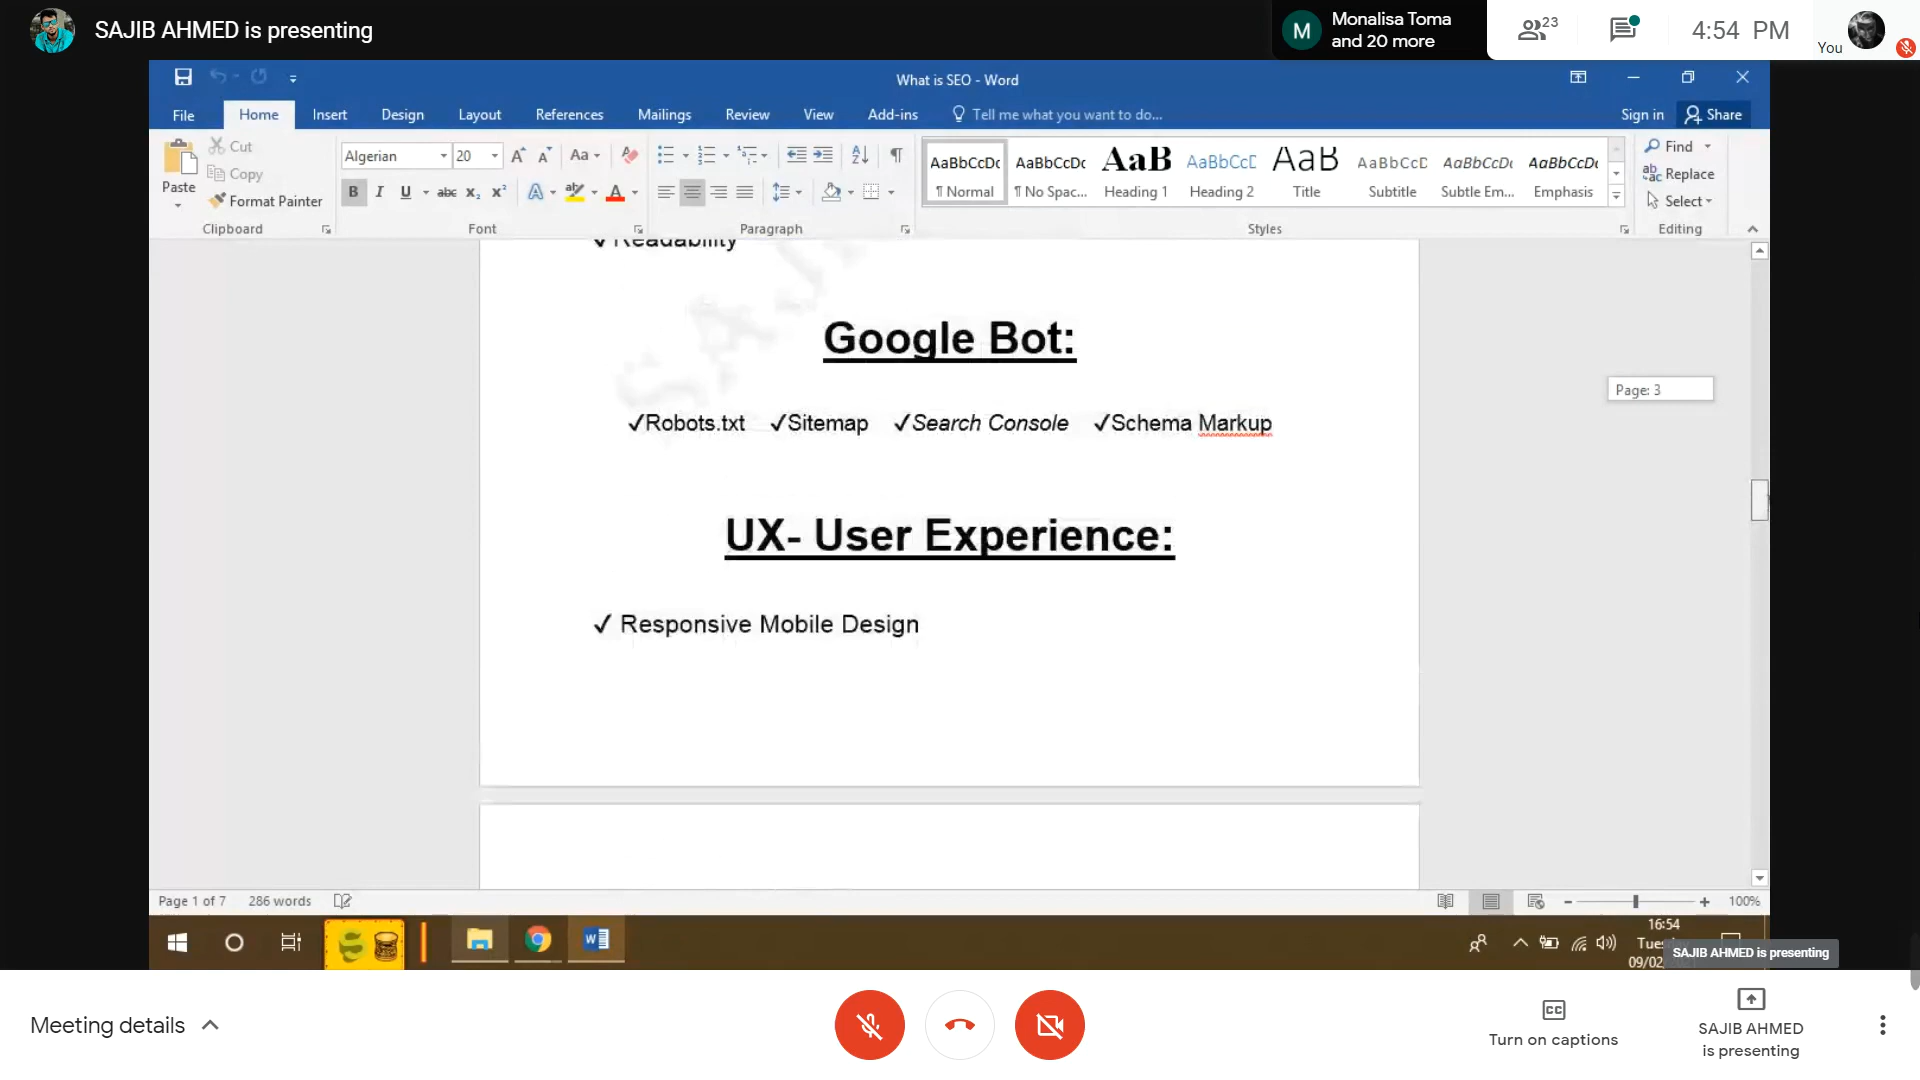 SAJIB AHMED is presenting
M
Monalisa Toma
and 20 more
23
4:54 PM
You
What is SEO - Word
File
Home
Insert
Design
Layout
References
Mailings
Review
View
Add-ins
Tell me what you want to do...
Sign in
Share
Paste
Cut
Copy
Format Painter
Clipboard
Algerian
20
Font
Paragraph
AaBbCcDc
¶ Normal
AaBbCcDc
¶ No Spac...
AaB
Heading 1
AaBbCcD
Heading 2
AaB
Title
AaBbCcD
Subtitle
AaBbCcDc
Subtle Em...
AaBbCcDc
Emphasis
Styles
Find
Replace
Select
Editing
✓ Readability
Google Bot:
✓Robots.txt ✓Sitemap ✓Search Console ✓Schema Markup
UX- User Experience:
✓ Responsive Mobile Design
Page: 3
Page 1 of 7
286 words
100%
16:54
SAJIB AHMED is presenting
Meeting details
Turn on captions
SAJIB AHMED
is presenting